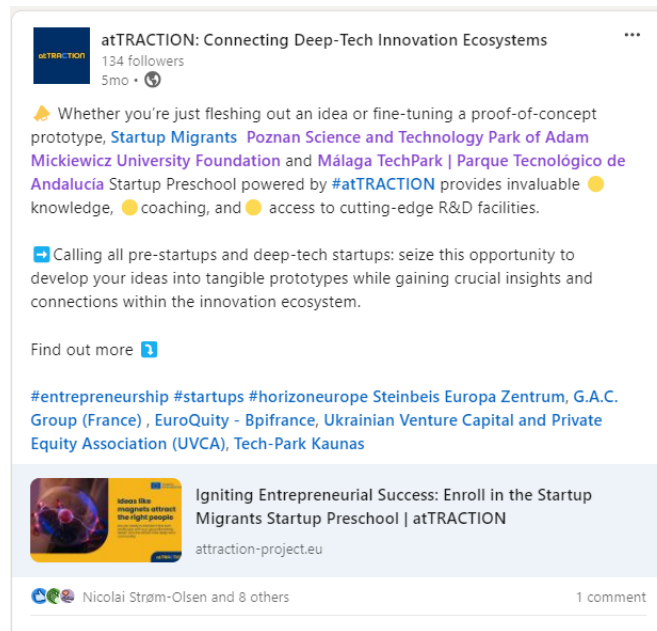 atTRACTION
atTRACTION: Connecting Deep-Tech Innovation Ecosystems
134 followers
5mo •
Whether you're just fleshing out an idea or fine-tuning a proof-of-concept
prototype, Startup Migrants Poznan Science and Technology Park of Adam
Mickiewicz University Foundation and Málaga TechPark | Parque Tecnológico de
Andalucía Startup Preschool powered by #atTRACTION provides invaluable
knowledge, coaching, and access to cutting-edge R&D facilities.
Calling all pre-startups and deep-tech startups: seize this opportunity to
develop your ideas into tangible prototypes while gaining crucial insights and
connections within the innovation ecosystem.
Find out more
#entrepreneurship #startups #horizoneurope Steinbeis Europa Zentrum, G.A.C.
Group (France) , EuroQuity - Bpifrance, Ukrainian Venture Capital and Private
Equity Association (UVCA), Tech-Park Kaunas
Ideas like
magnets attract
the right people
atTRACTION
Igniting Entrepreneurial Success: Enroll in the Startup
Migrants Startup Preschool | atTRACTION
attraction-project.eu
Nicolai Strøm-Olsen and 8 others
1 comment